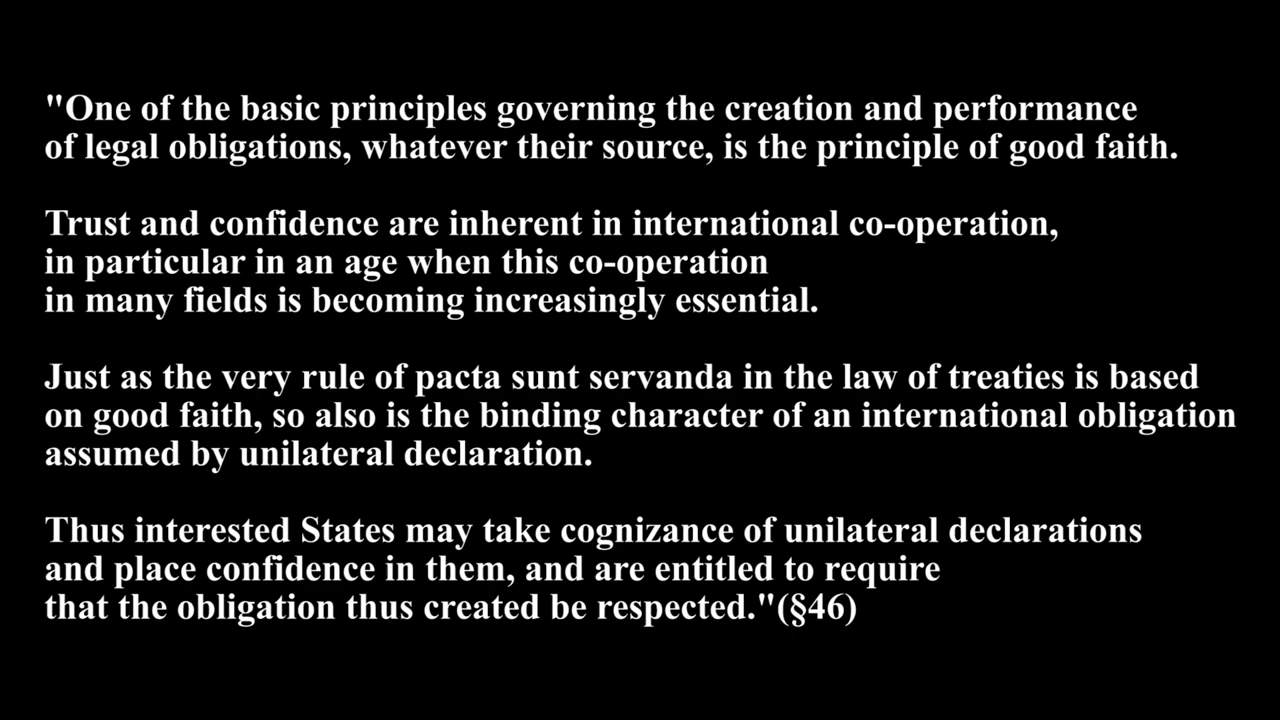 "One of the basic principles governing the creation and performance
of legal obligations, whatever their source, is the principle of good faith.
Trust and confidence are inherent in international co-operation,
in particular in an age when this co-operation
in many fields is becoming increasingly essential.
Just as the very rule of pacta sunt servanda in the law of treaties is based
on good faith, so also is the binding character of an international obligation
assumed by unilateral declaration.
Thus interested States may take cognizance of unilateral declarations
and place confidence in them, and are entitled to require
that the obligation thus created be respected."(§46)